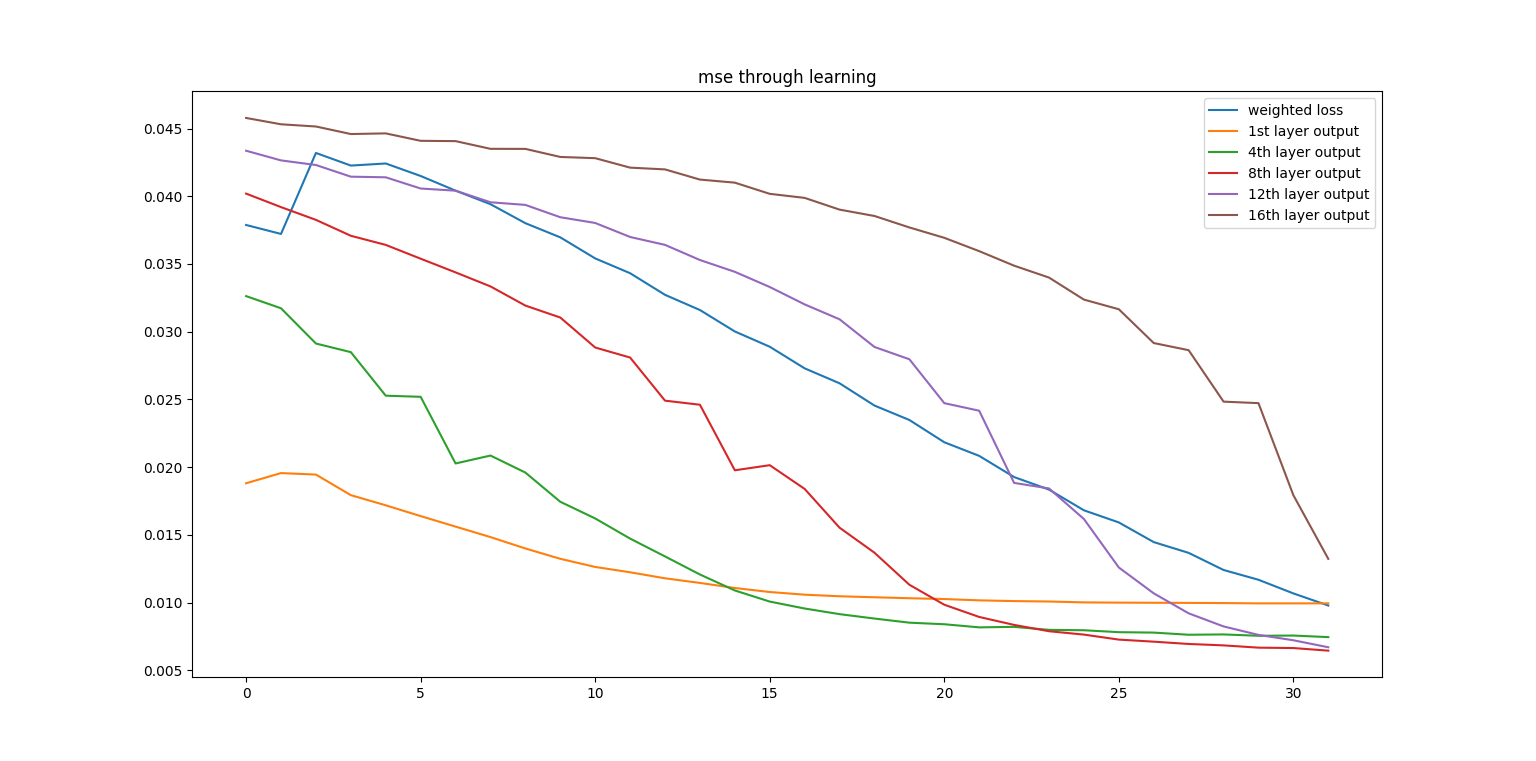 mse through learning
0.045
0.040
0.035
0.030
0.025
0.020
0.015
0.010
0.005
0 5 10 15 20 25 30
weighted loss
1st layer output
4th layer output
8th layer output
12th layer output
16th layer output